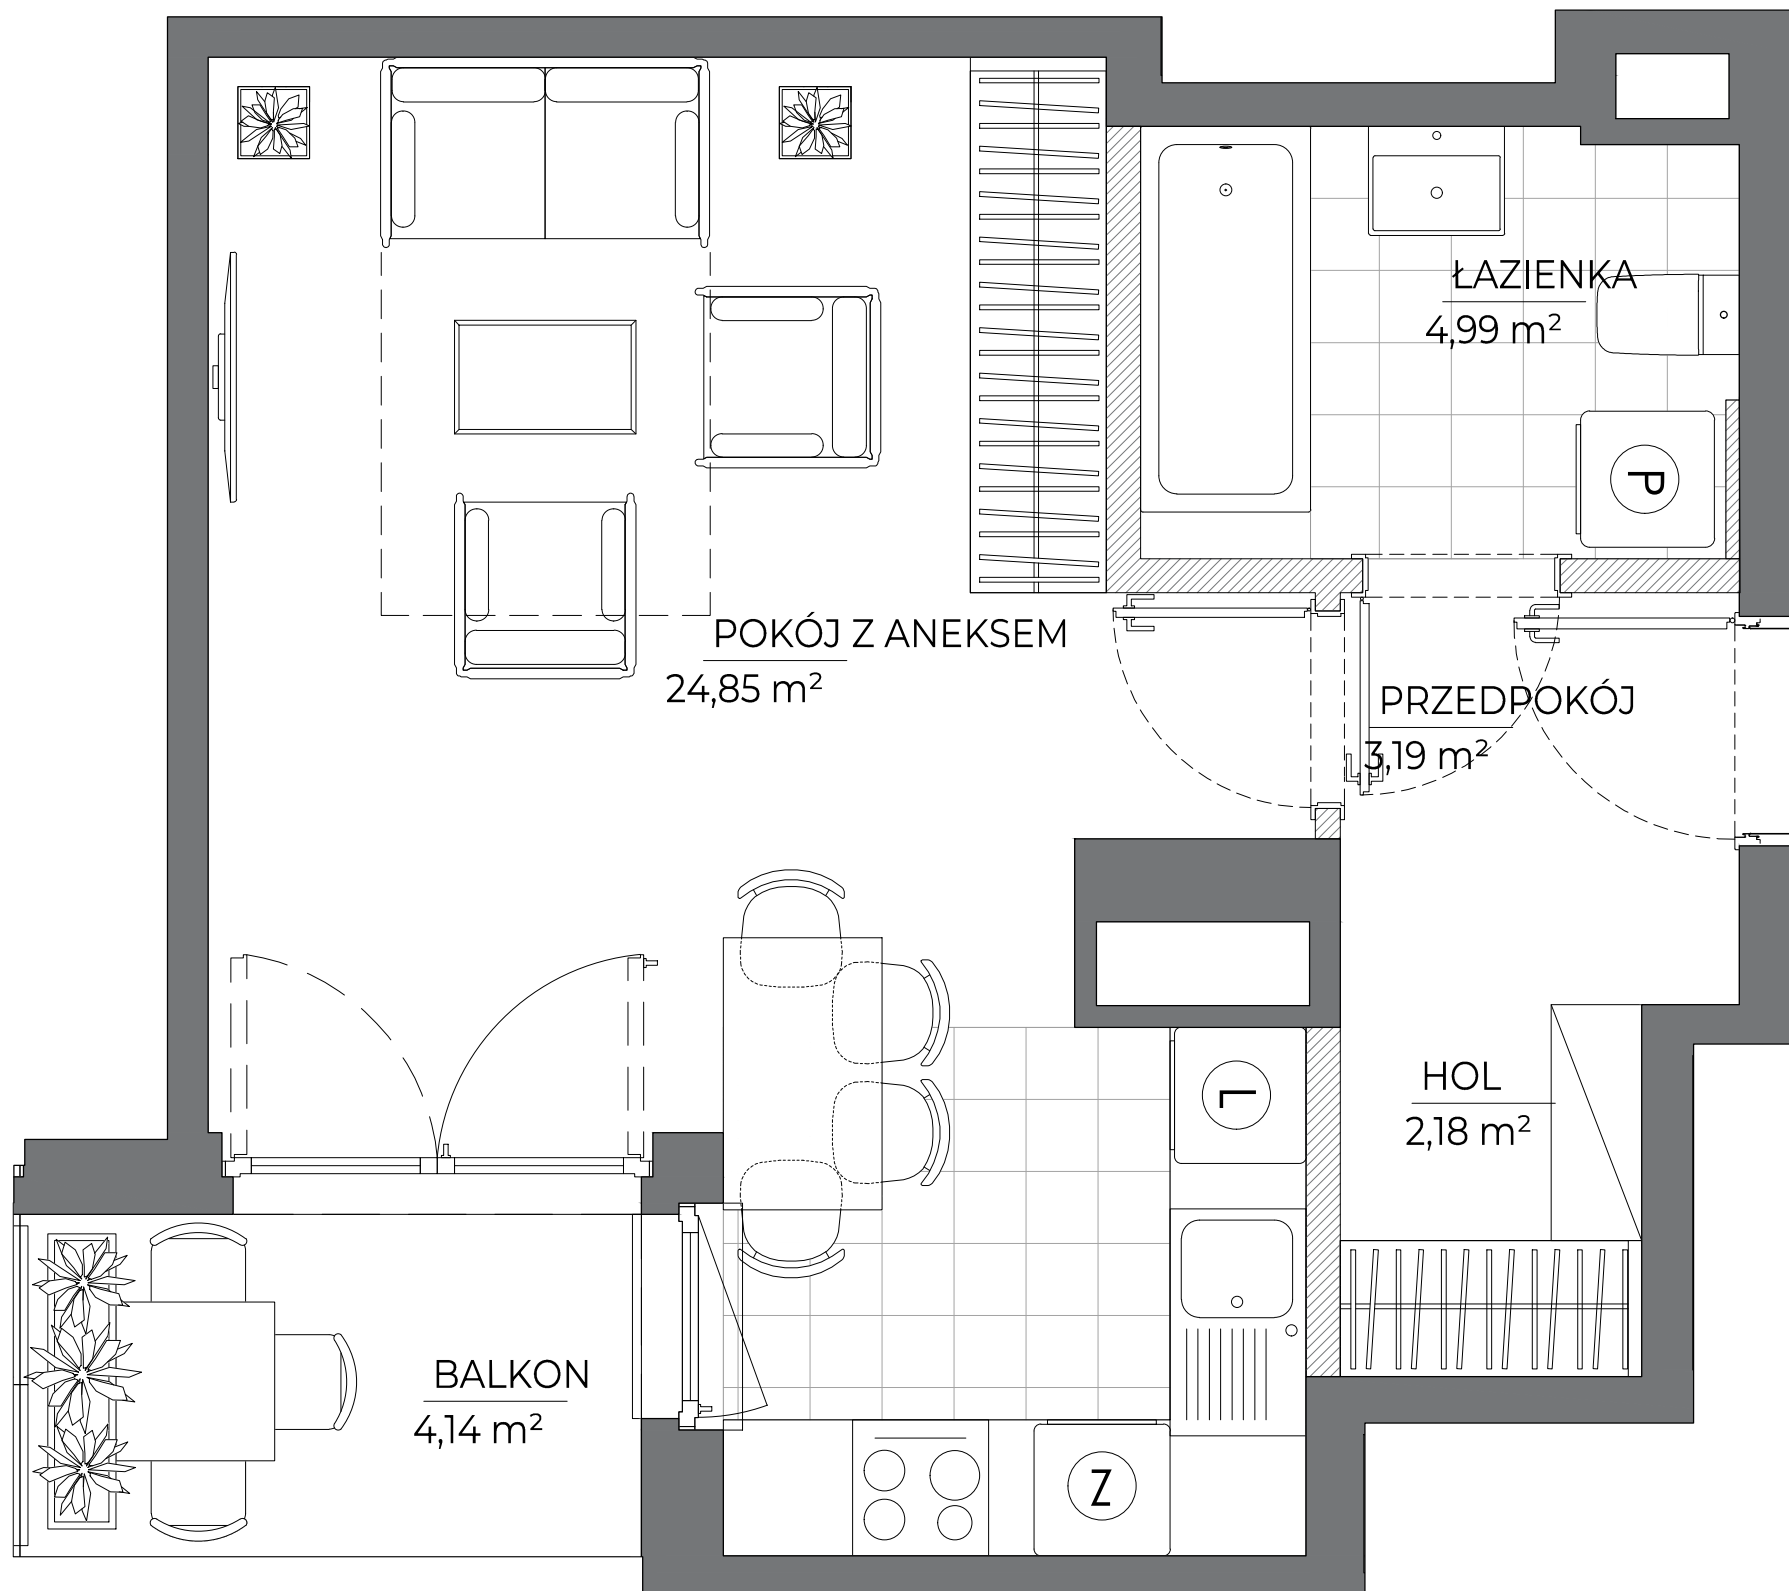 ŁAZIENKA
4,99 m²
P
POKÓJ Z ANEKSEM
24,85 m²
PRZEDPOKÓJ
3,19 m²
L
HOL
2,18 m²
BALKON
4,14 m²
Z